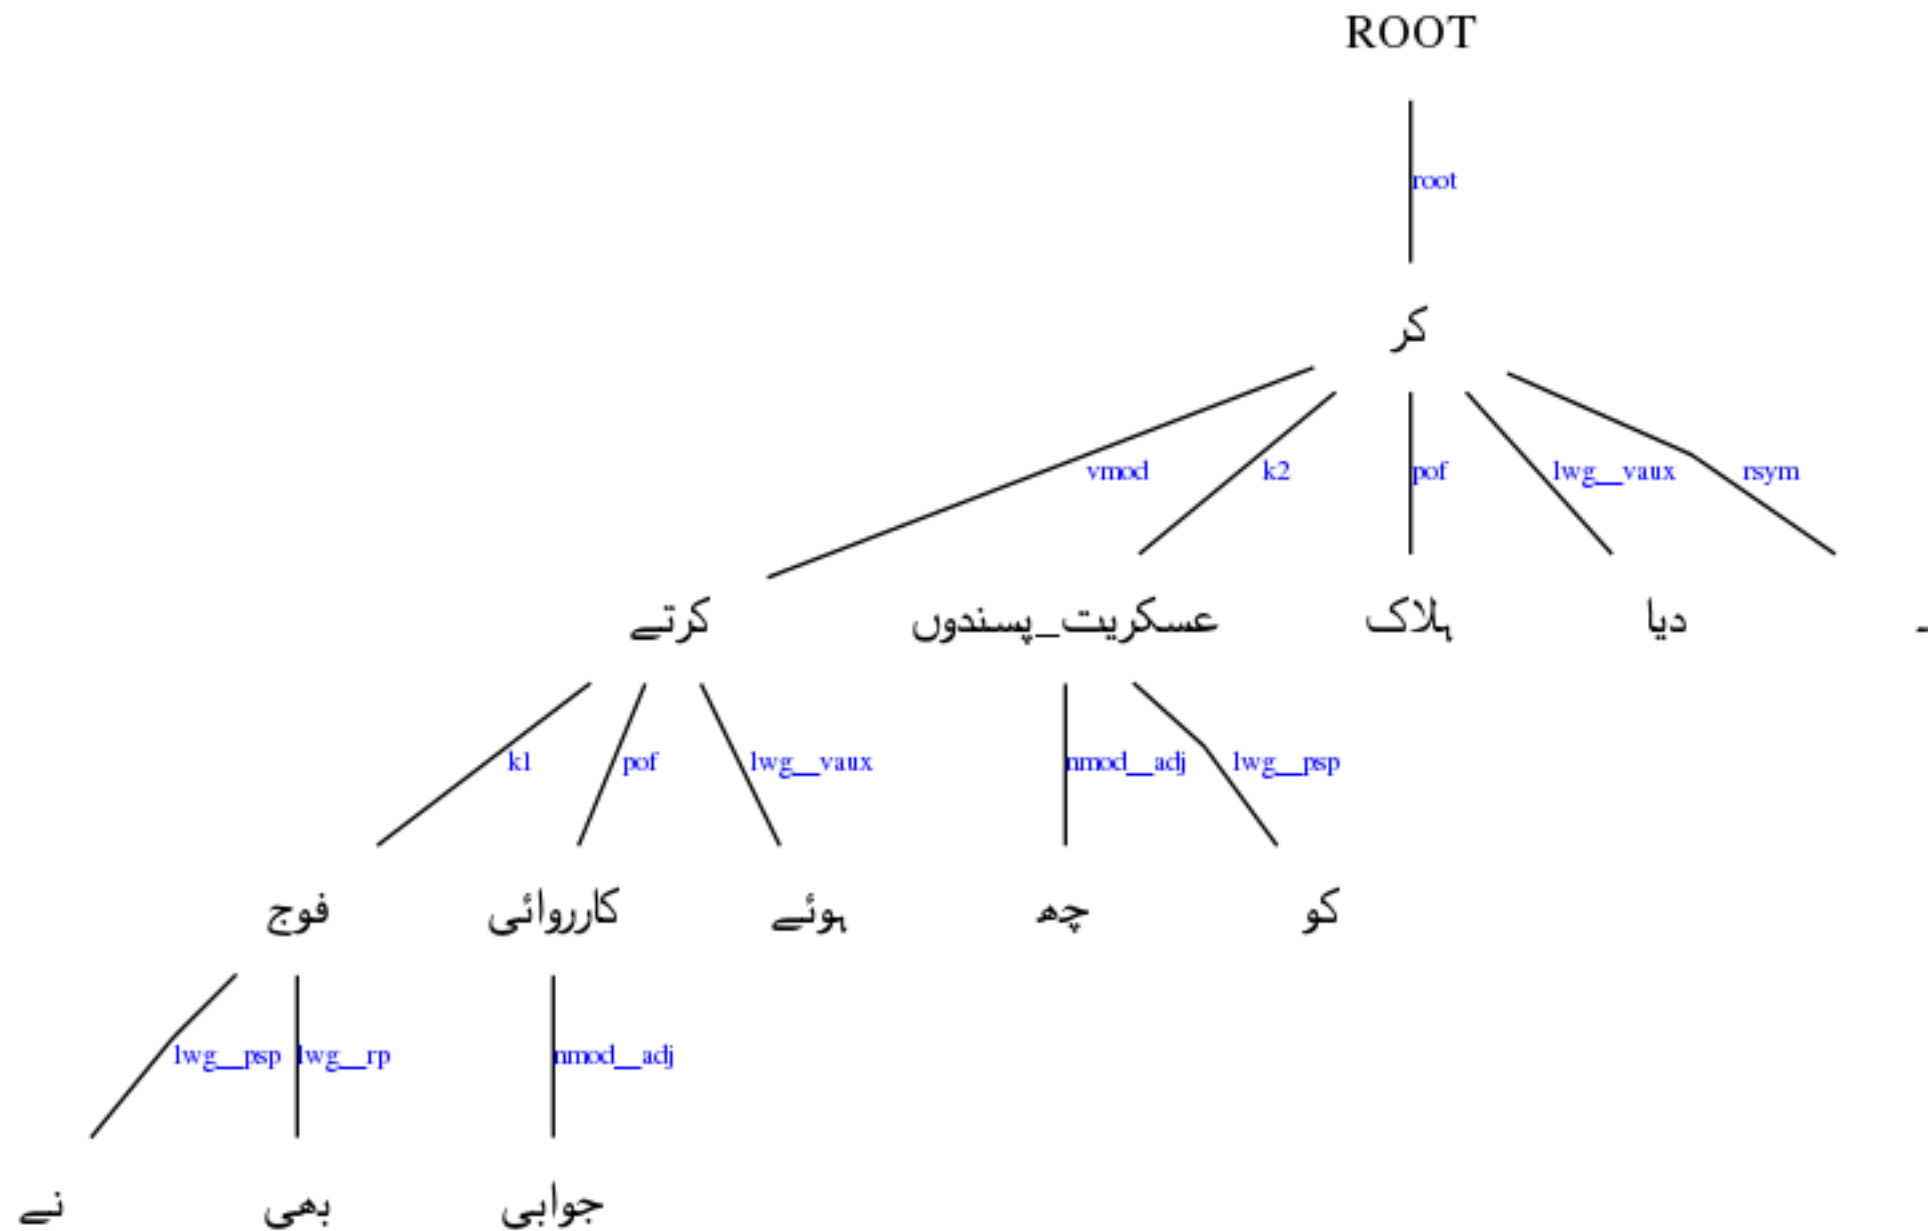 ROOT
root
کر
vmod k2 pof lwg__vaux rsym
کرتے عسکریت_پسندوں ہلاک دیا ۔
k1 pof lwg__vaux nmod__adj lwg__psp
فوج کارروائی ہوئے چھ کو
lwg__psp lwg__rp nmod__adj
نے بھی جوابی